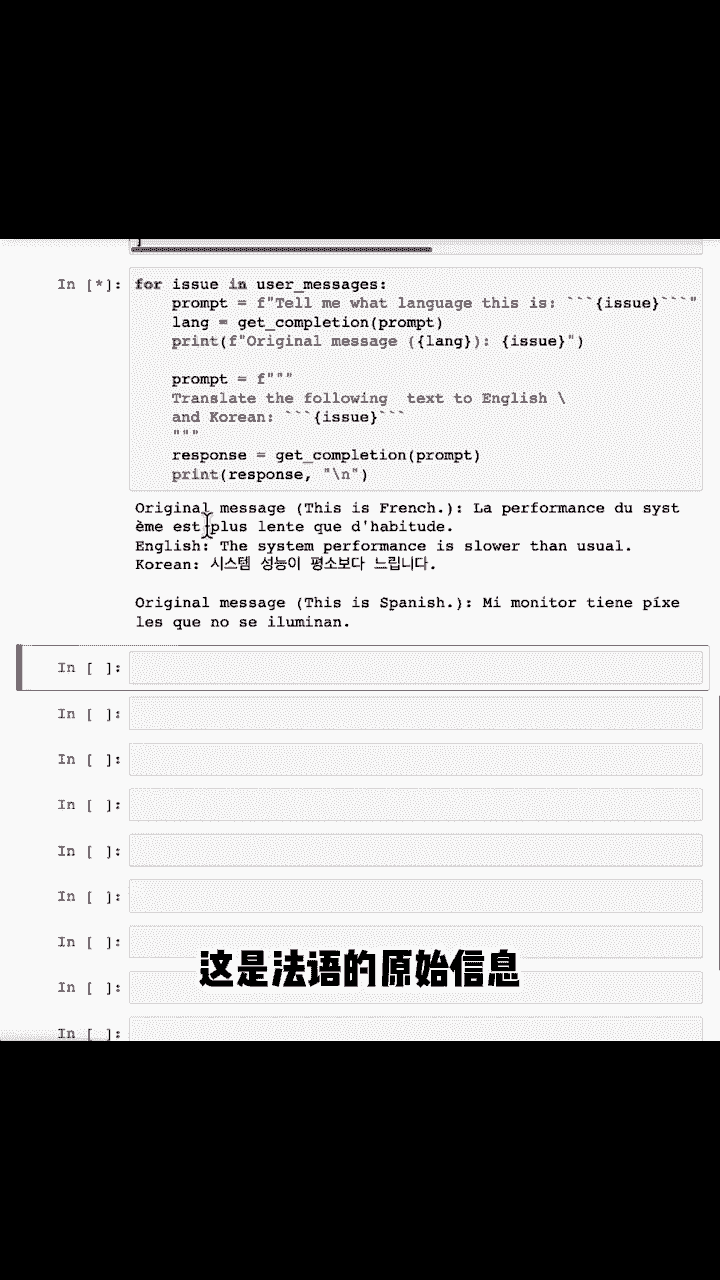 ]
In [*]: for issue in user_messages:
prompt = f"Tell me what language this is: ```{issue}```"
lang = get_completion(prompt)
print(f"Original message ({lang}): {issue}")
prompt = f"""
Translate the following  text to English \
and Korean: ```{issue}```
"""
response = get_completion(prompt)
print(response, "\n")
Original message (This is French.): La performance du syst
ème est plus lente que d'habitude.
English: The system performance is slower than usual.
Korean: 시스템 성능이 평소보다 느립니다.
Original message (This is Spanish.): Mi monitor tiene píxe
les que no se iluminan.
In [ ]:
In [ ]:
In [ ]:
In [ ]:
In [ ]:
In [ ]:
In [ ]:
这是法语的原始信息
In [ ]:
In [ ]: